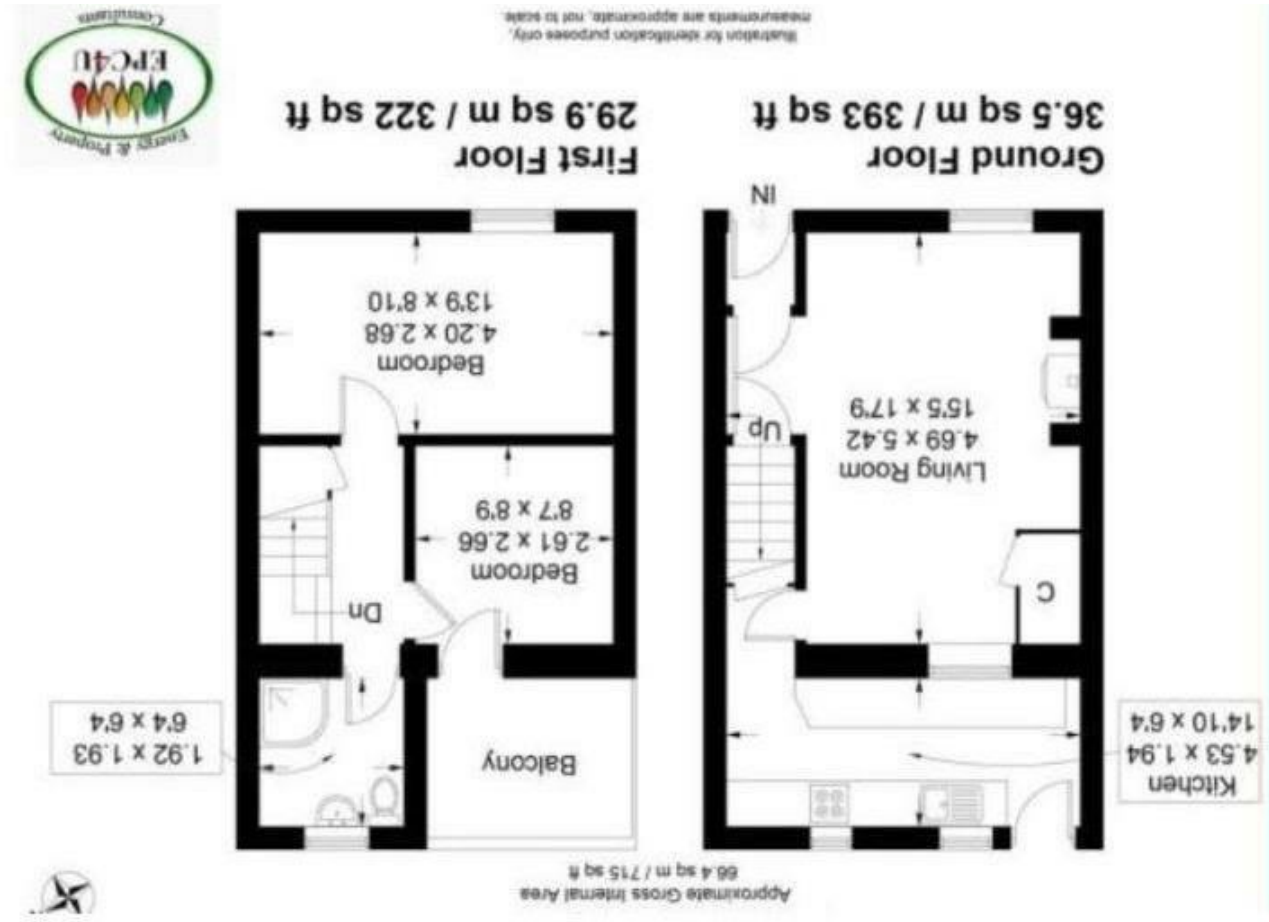 Approximate Gross Internal Area
66.4 sq m / 715 sq ft
Kitchen
4.53 x 1.94
14'10 x 6'4
C
Living Room
4.69 x 5.42
15'5 x 17'9
Up
IN
Ground Floor
36.5 sq m / 393 sq ft
Balcony
1.92 x 1.93
6'4 x 6'4
Dn
Bedroom
2.61 x 2.66
8'7 x 8'9
Bedroom
4.20 x 2.68
13'9 x 8'10
First Floor
29.9 sq m / 322 sq ft
Illustration for identification purposes only,
measurements are approximate, not to scale.
Energy & Property
EPC4U
Consultants